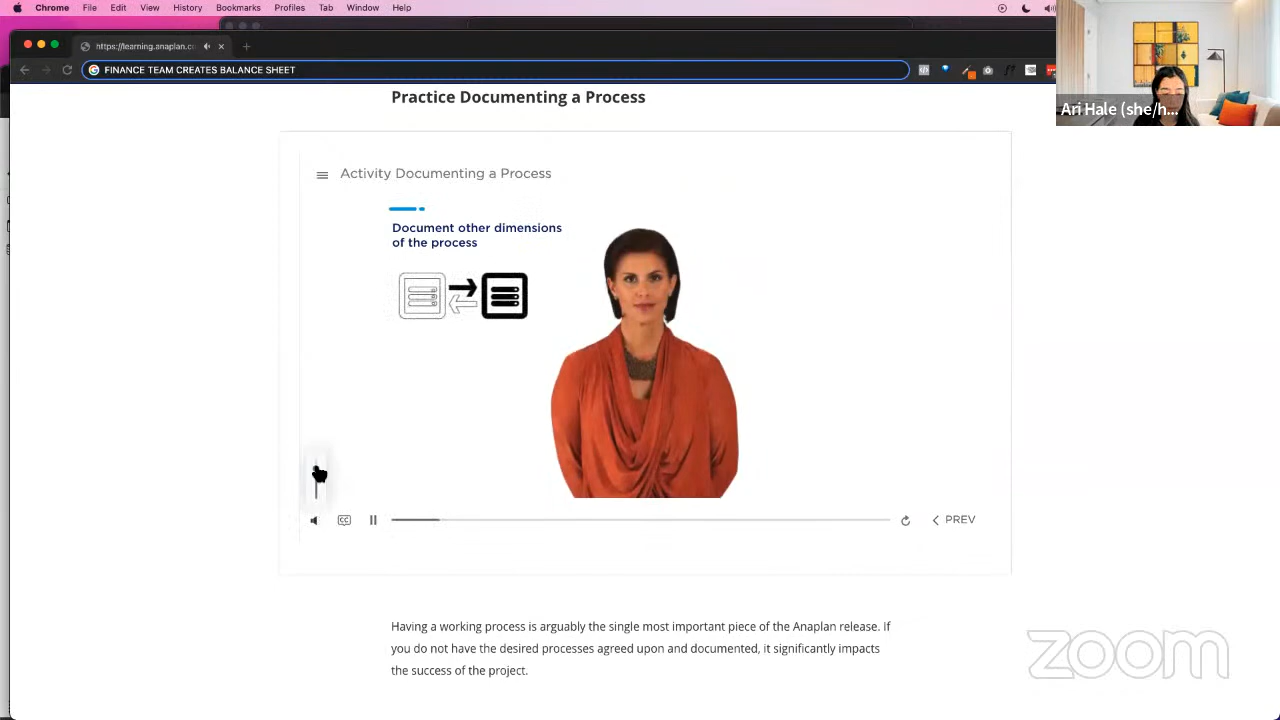 Chrome File Edit View History Bookmarks Profiles Tab Window Help
https://learning.anaplan.co
FINANCE TEAM CREATES BALANCE SHEET
Ari Hale (she/h...
Practice Documenting a Process
Activity Documenting a Process
Document other dimensions
of the process
CC
PREV
Having a working process is arguably the single most important piece of the Anaplan release. If
you do not have the desired processes agreed upon and documented, it significantly impacts
the success of the project.
zoom